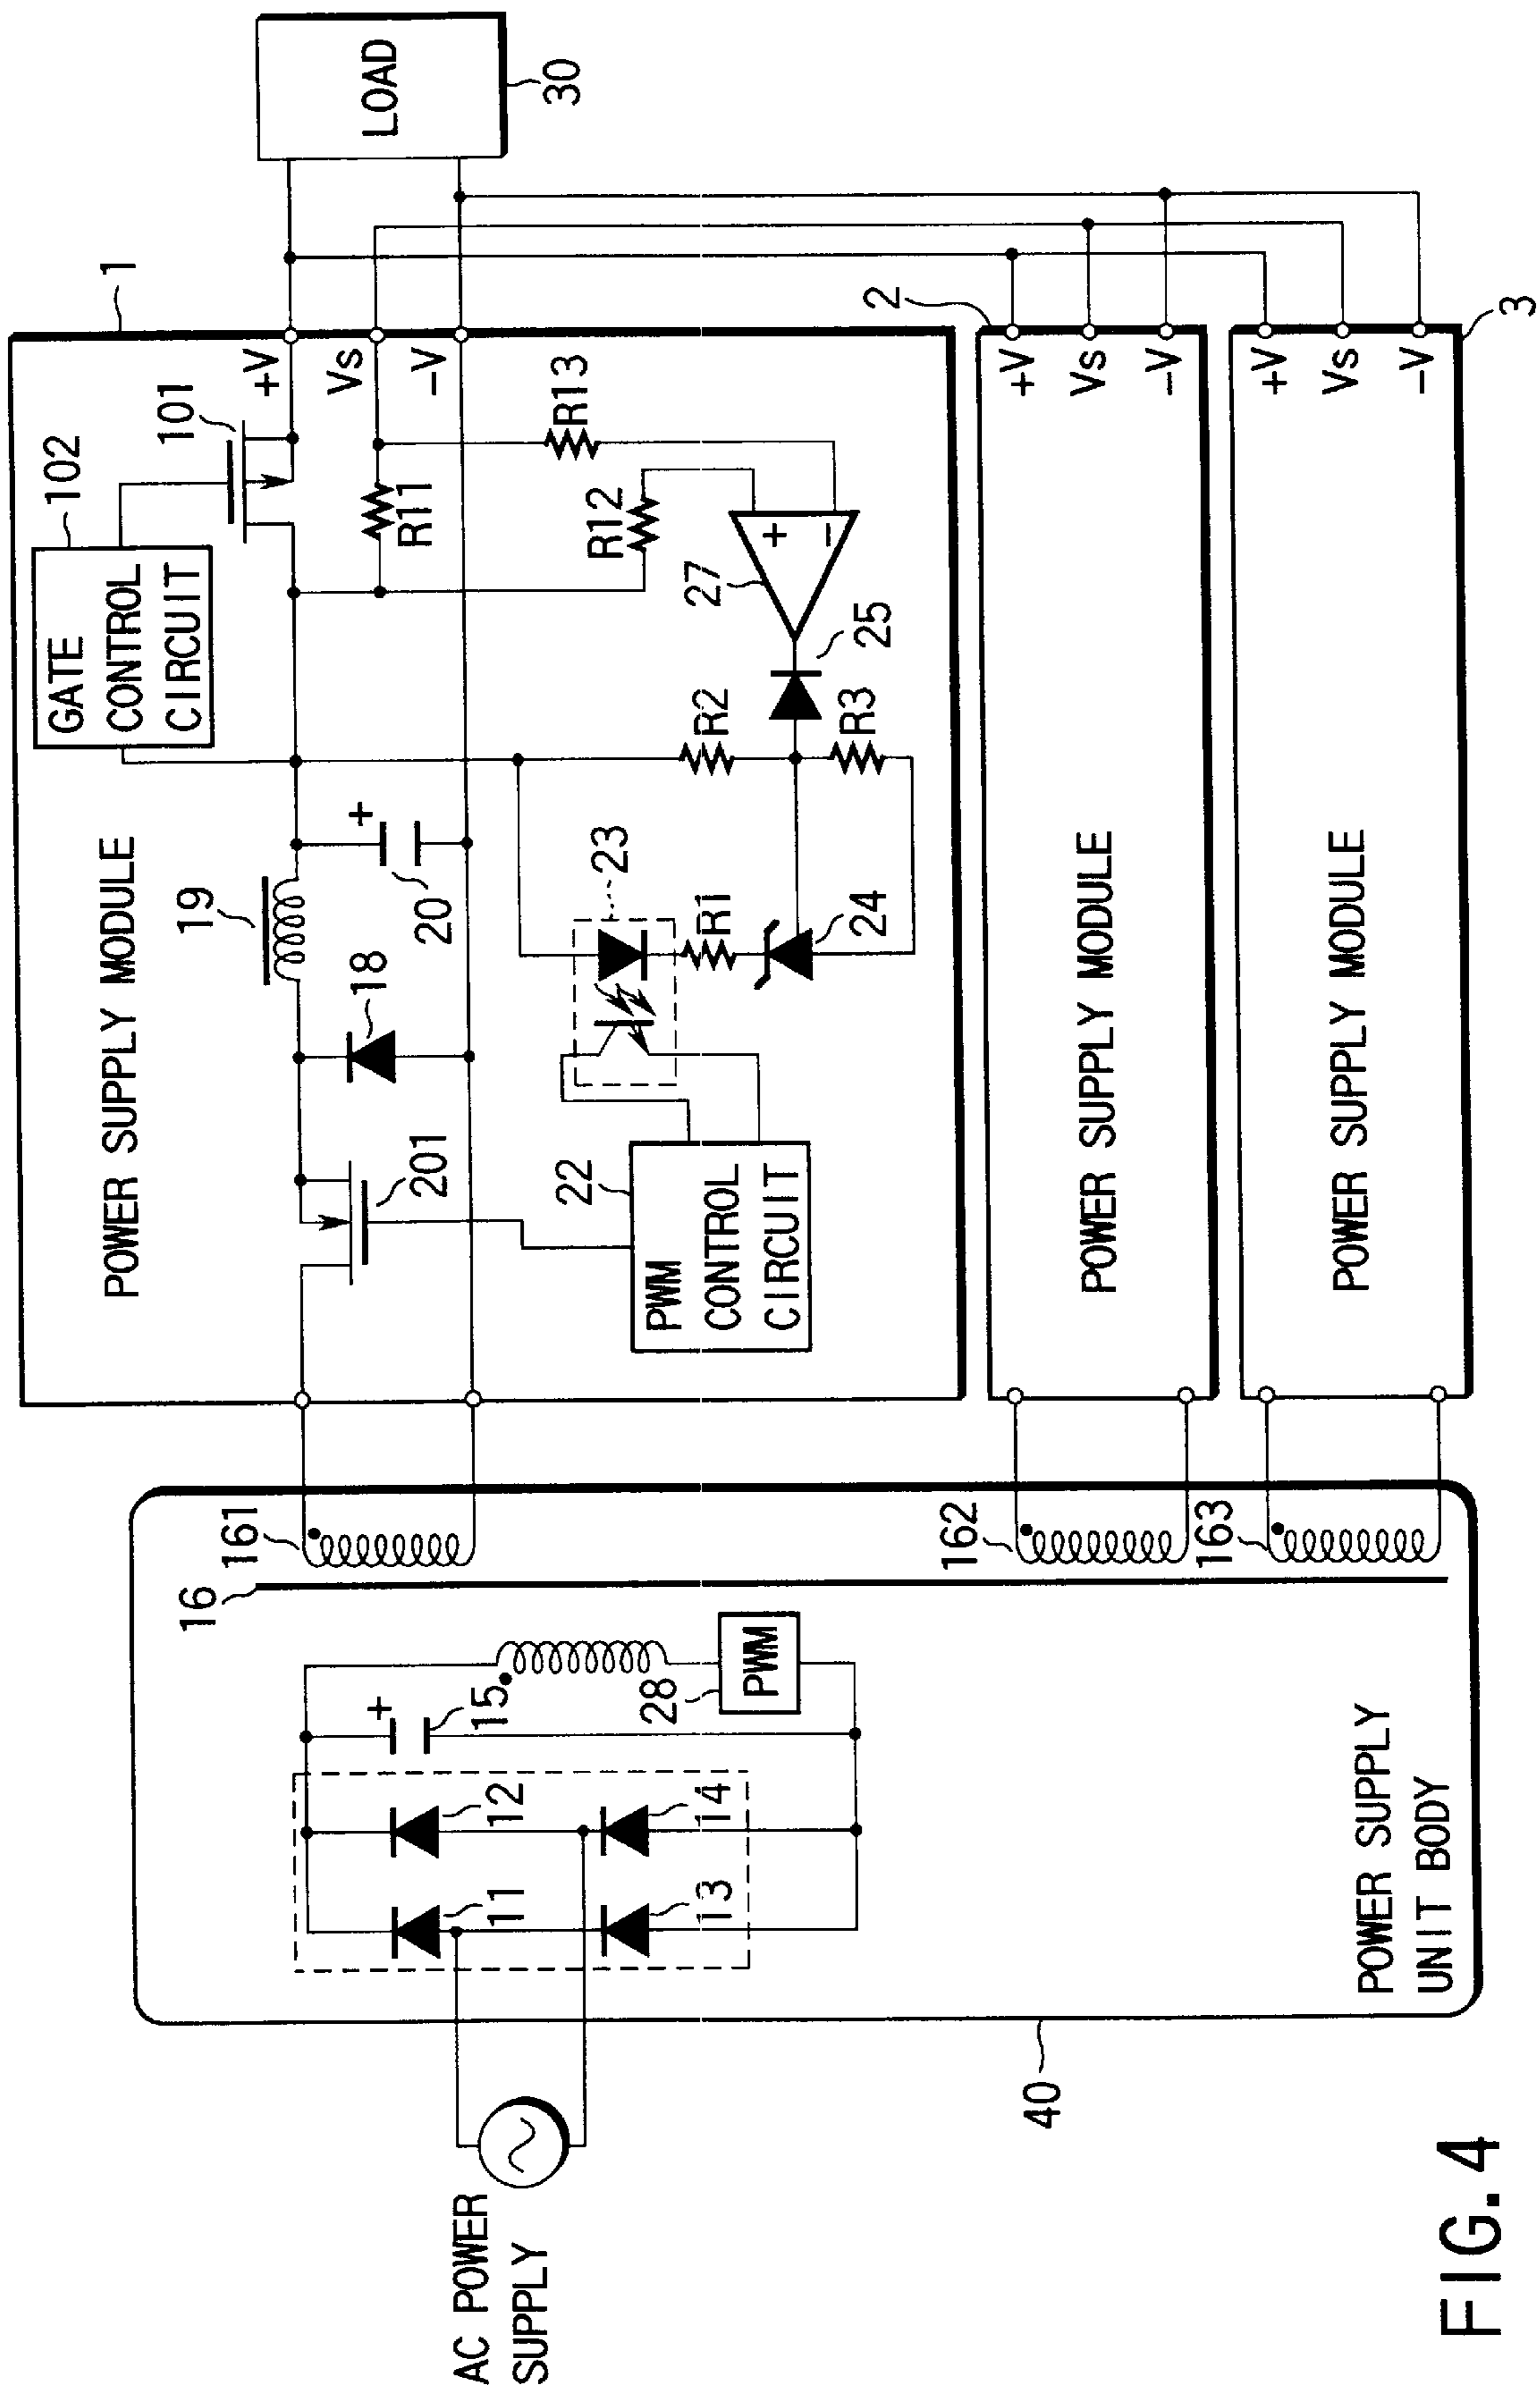 AC POWER
SUPPLY
40
11
12
13
14
15
+
28
PWM
16
161
162
163
POWER SUPPLY
UNIT BODY
1
POWER SUPPLY MODULE
201
22
PWM
CONTROL
CIRCUIT
18
19
20
+
23
R1
24
R2
R3
25
27
+
−
R12
R11
R13
GATE
CONTROL
CIRCUIT
102
101
+V
Vs
−V
LOAD
30
2
POWER SUPPLY MODULE
+V
Vs
−V
3
POWER SUPPLY MODULE
+V
Vs
−V
FIG. 4